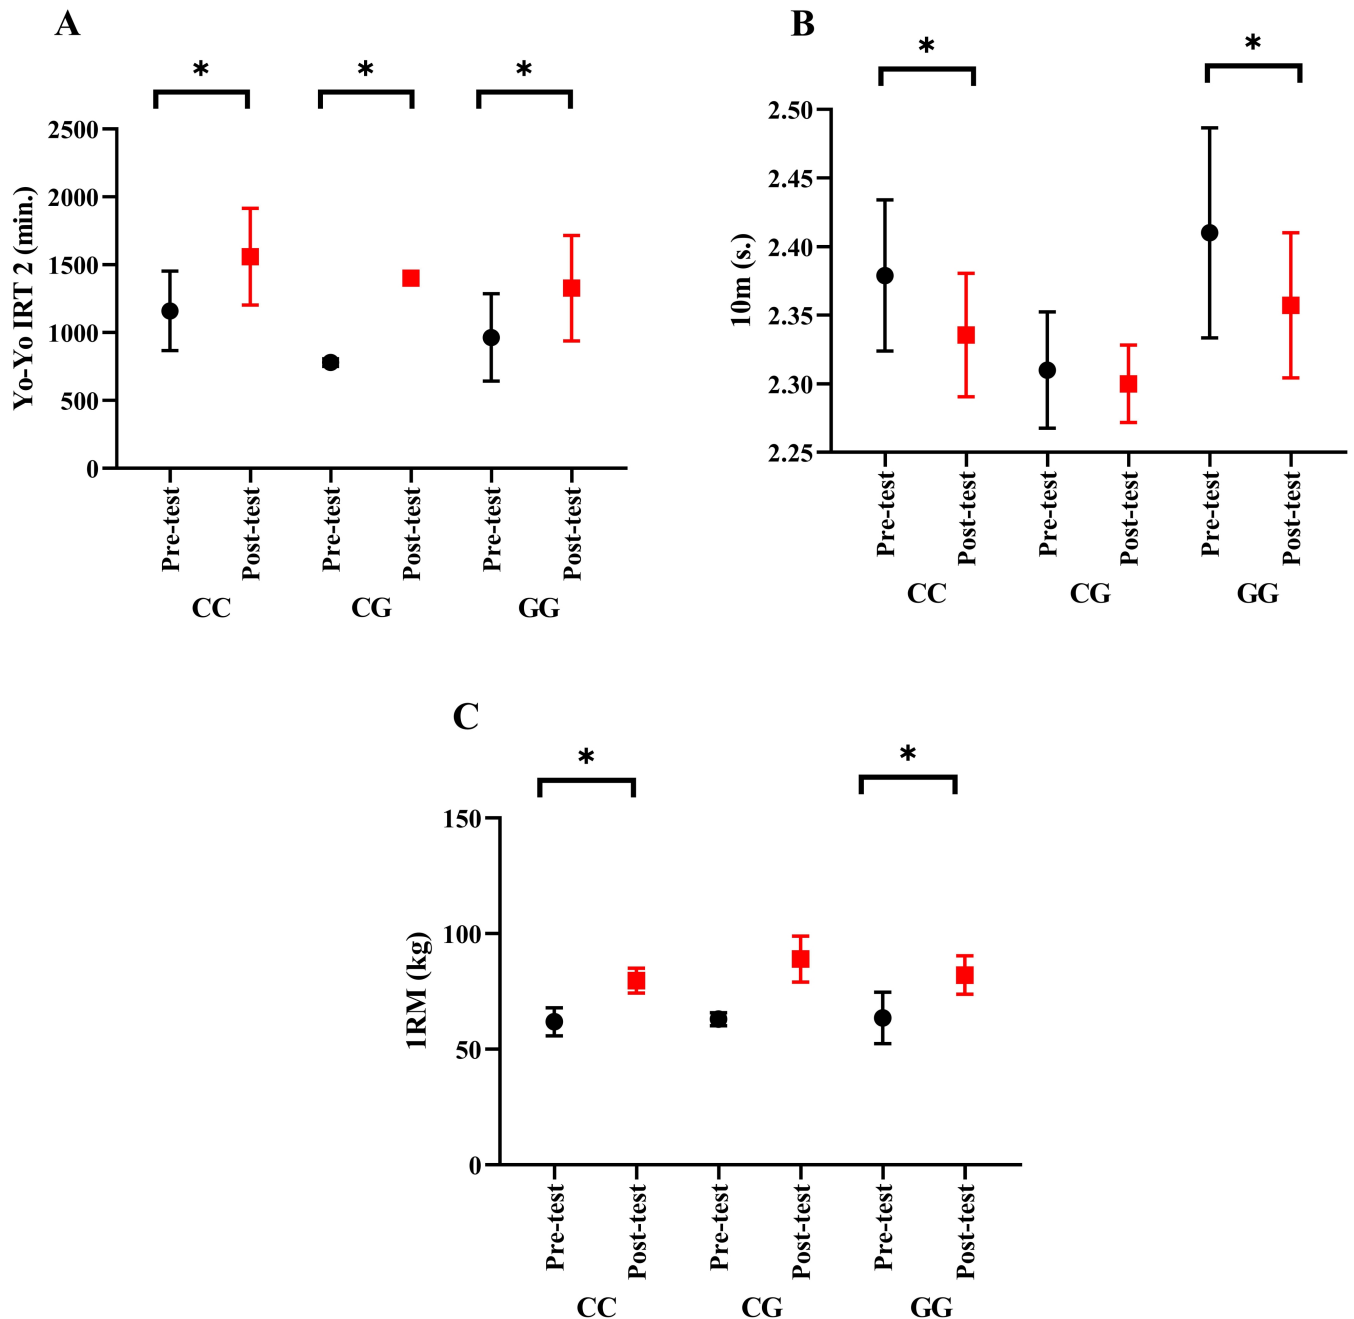 A
*
*
*
Yo-Yo IRT 2 (min.)
2500
2000
1500
1000
500
0
Pre-test
Post-test
Pre-test
Post-test
Pre-test
Post-test
CC
CG
GG
B
*
*
10m (s.)
2.50
2.45
2.40
2.35
2.30
2.25
Pre-test
Post-test
Pre-test
Post-test
Pre-test
Post-test
CC
CG
GG
C
*
*
1RM (kg)
150
100
50
0
Pre-test
Post-test
Pre-test
Post-test
Pre-test
Post-test
CC
CG
GG